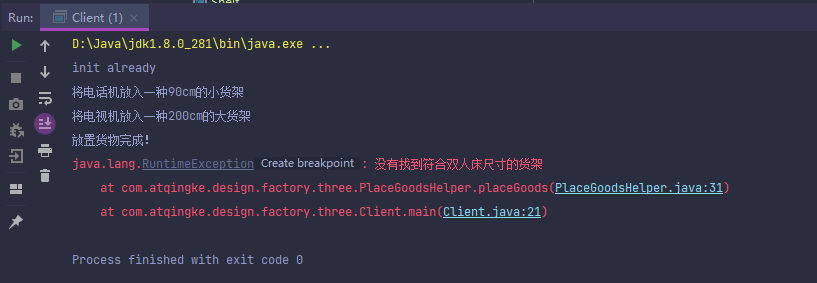 Shelf
Run: Client (1) ×
D:\Java\jdk1.8.0_281\bin\java.exe ...
init already
将电话机放入一种90cm的小货架
将电视机放入一种200cm的大货架
放置货物完成!
java.lang.RuntimeException Create breakpoint : 没有找到符合双人床尺寸的货架
at com.atqingke.design.factory.three.PlaceGoodsHelper.placeGoods(PlaceGoodsHelper.java:31)
at com.atqingke.design.factory.three.Client.main(Client.java:21)
Process finished with exit code 0